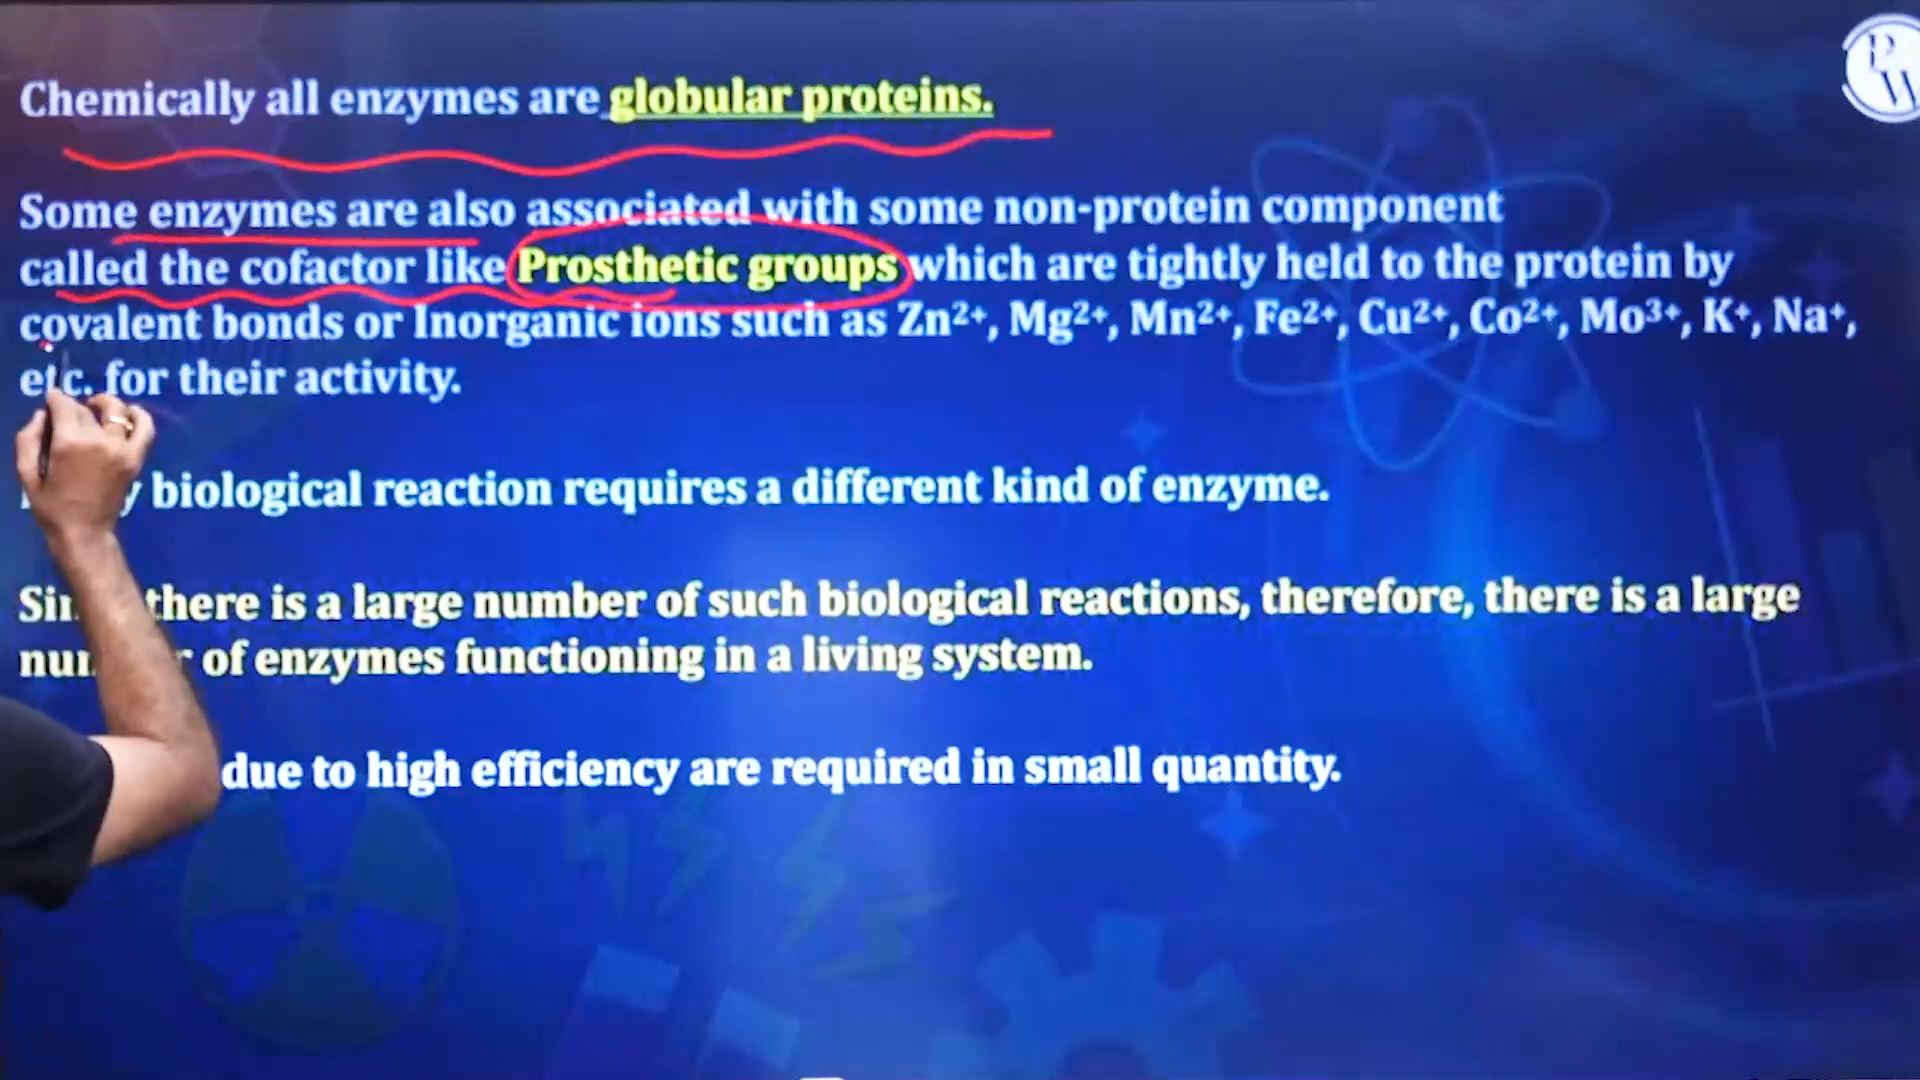 PW
Chemically all enzymes are globular proteins.
Some enzymes are also associated with some non-protein component
called the cofactor like Prosthetic groups which are tightly held to the protein by
covalent bonds or Inorganic ions such as Zn²⁺, Mg²⁺, Mn²⁺, Fe²⁺, Cu²⁺, Co²⁺, Mo³⁺, K⁺, Na⁺,
etc. for their activity.
biological reaction requires a different kind of enzyme.
there is a large number of such biological reactions, therefore, there is a large
of enzymes functioning in a living system.
due to high efficiency are required in small quantity.